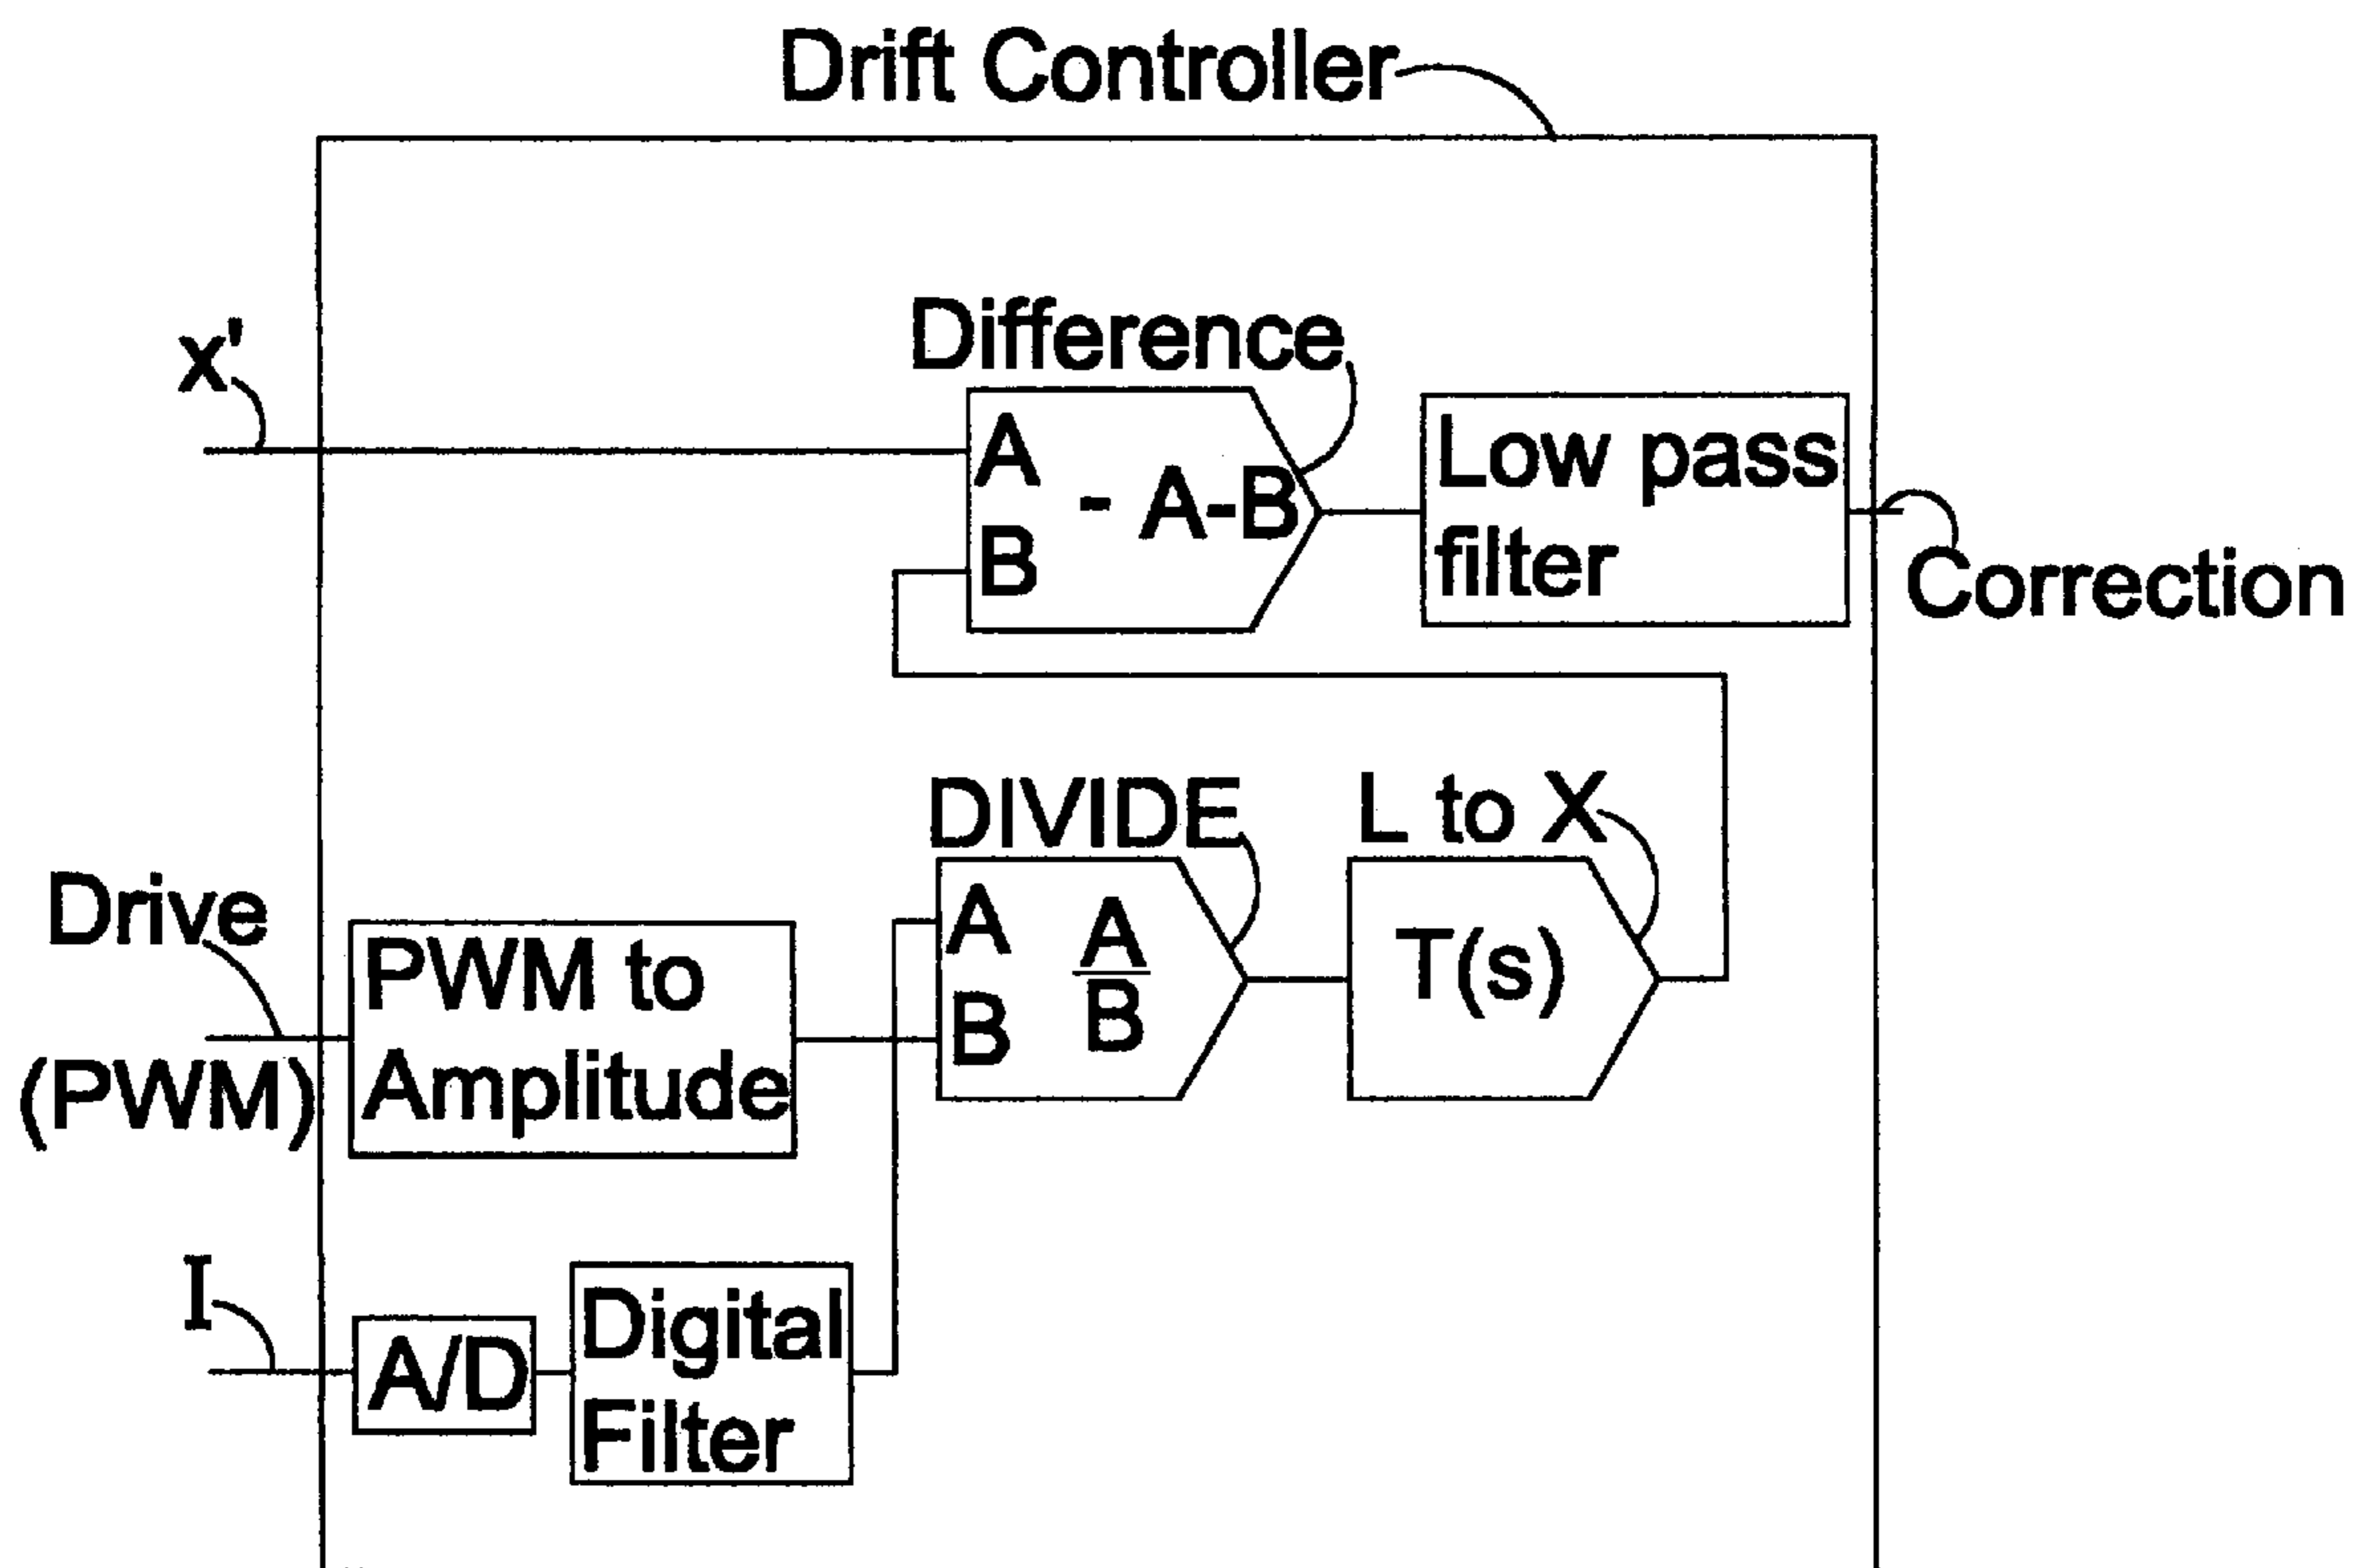 Drift Controller
x'
Difference
A
- A-B
B
Low pass
filter
Correction
DIVIDE
L to X
Drive
(PWM)
PWM to
Amplitude
A
B
A
B
T(s)
I
A/D
Digital
Filter